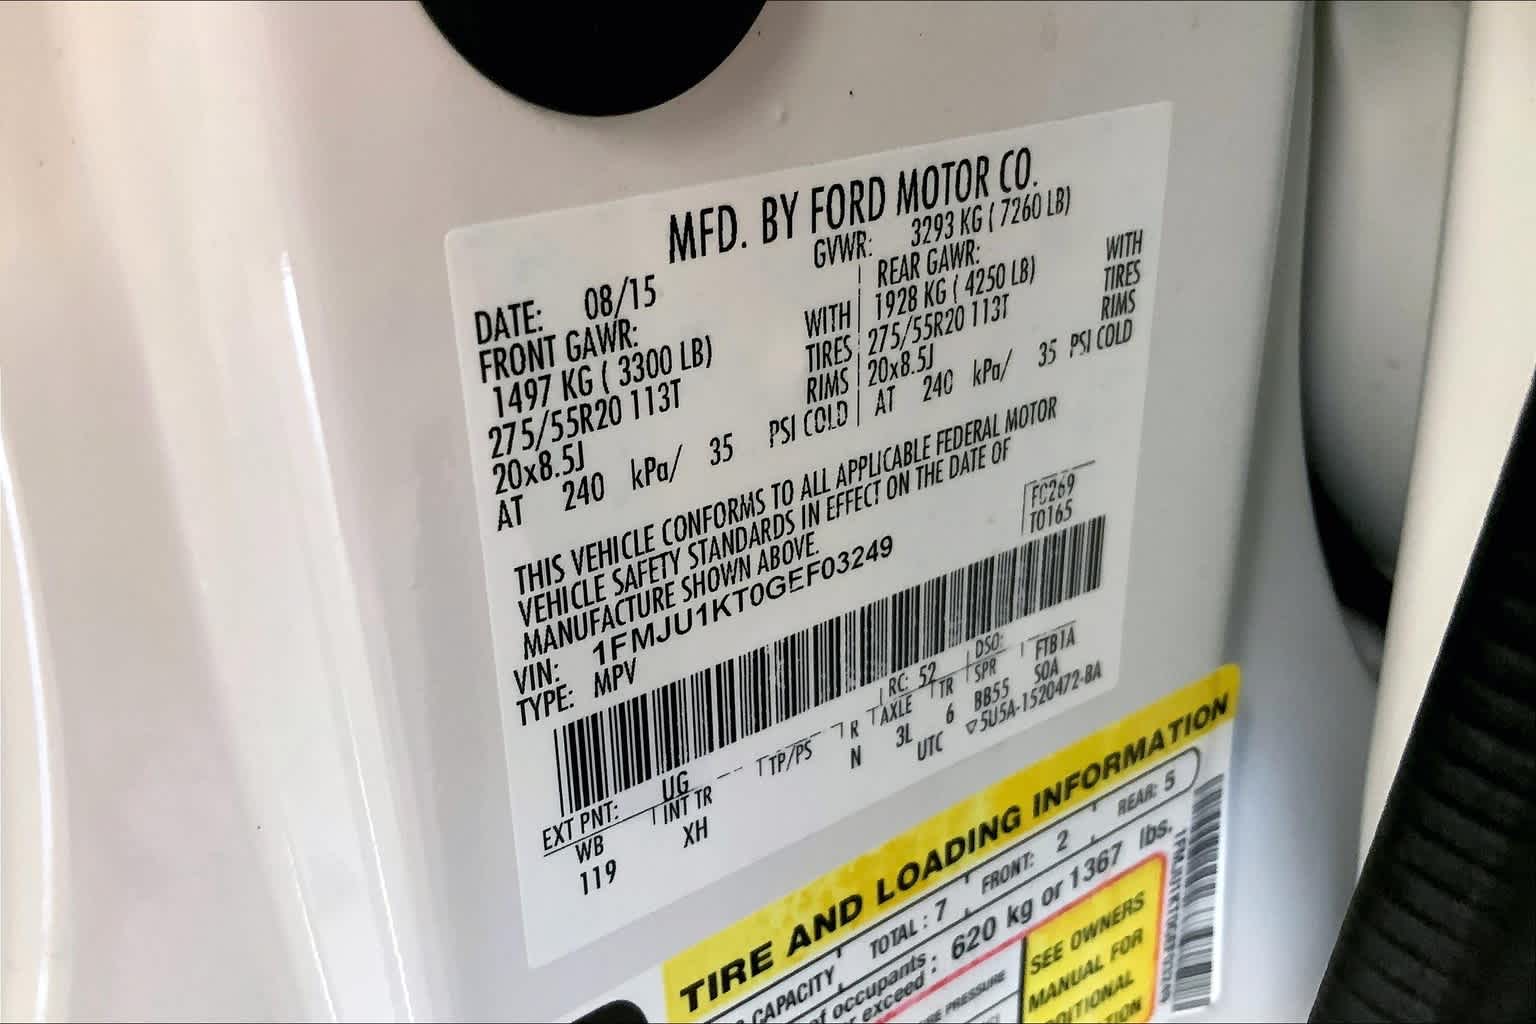 MFD. BY FORD MOTOR CO.
DATE: 08/15
GVWR: 3293 KG ( 7260 LB)
FRONT GAWR:
1497 KG ( 3300 LB) WITH
275/55R20 113T TIRES
20x8.5J RIMS
AT 240 kPa/ 35 PSI COLD
REAR GAWR:
1928 KG ( 4250 LB) WITH
275/55R20 113T TIRES
20x8.5J RIMS
AT 240 kPa/ 35 PSI COLD
THIS VEHICLE CONFORMS TO ALL APPLICABLE FEDERAL MOTOR
VEHICLE SAFETY STANDARDS IN EFFECT ON THE DATE OF
MANUFACTURE SHOWN ABOVE.
FC269
T0165
VIN: 1FMJU1KT0GEF03249
TYPE: MPV
EXT PNT: UG RC: 52 DSO: FTB1A
WB INT TR TP/PS R AXLE TR SPR SOA
119 XH N 3L 6 BB55
UTC ▽5U5A-1520472-BA
TIRE AND LOADING INFORMATION
CAPACITY TOTAL : 7 FRONT: 2 REAR: 5
of occupants
exceed : 620 kg or 1367 lbs.
PRESSURE
SEE OWNERS
MANUAL FOR